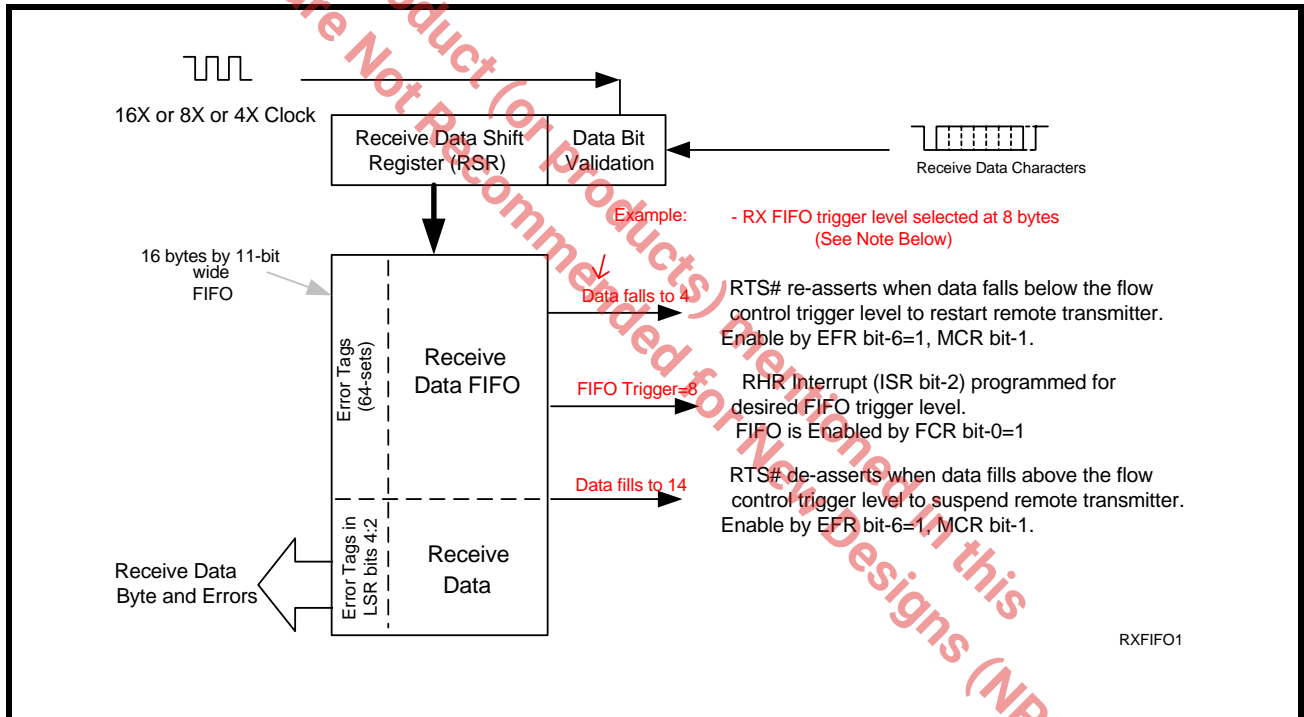 16X or 8X or 4X Clock
Receive Data Shift
Register (RSR)
Data Bit
Validation
Receive Data Characters
Example:
- RX FIFO trigger level selected at 8 bytes
(See Note Below)
16 bytes by 11-bit
wide
FIFO
Error Tags
(64-sets)
Receive
Data FIFO
Data falls to 4
RTS# re-asserts when data falls below the flow
control trigger level to restart remote transmitter.
Enable by EFR bit-6=1, MCR bit-1.
FIFO Trigger=8
RHR Interrupt (ISR bit-2) programmed for
desired FIFO trigger level.
FIFO is Enabled by FCR bit-0=1
Data fills to 14
RTS# de-asserts when data fills above the flow
control trigger level to suspend remote transmitter.
Enable by EFR bit-6=1, MCR bit-1.
Error Tags in
LSR bits 4:2
Receive
Data
Receive Data
Byte and Errors
RXFIFO1
oduct (or products) mentioned in this
are Not Recommended for New Designs